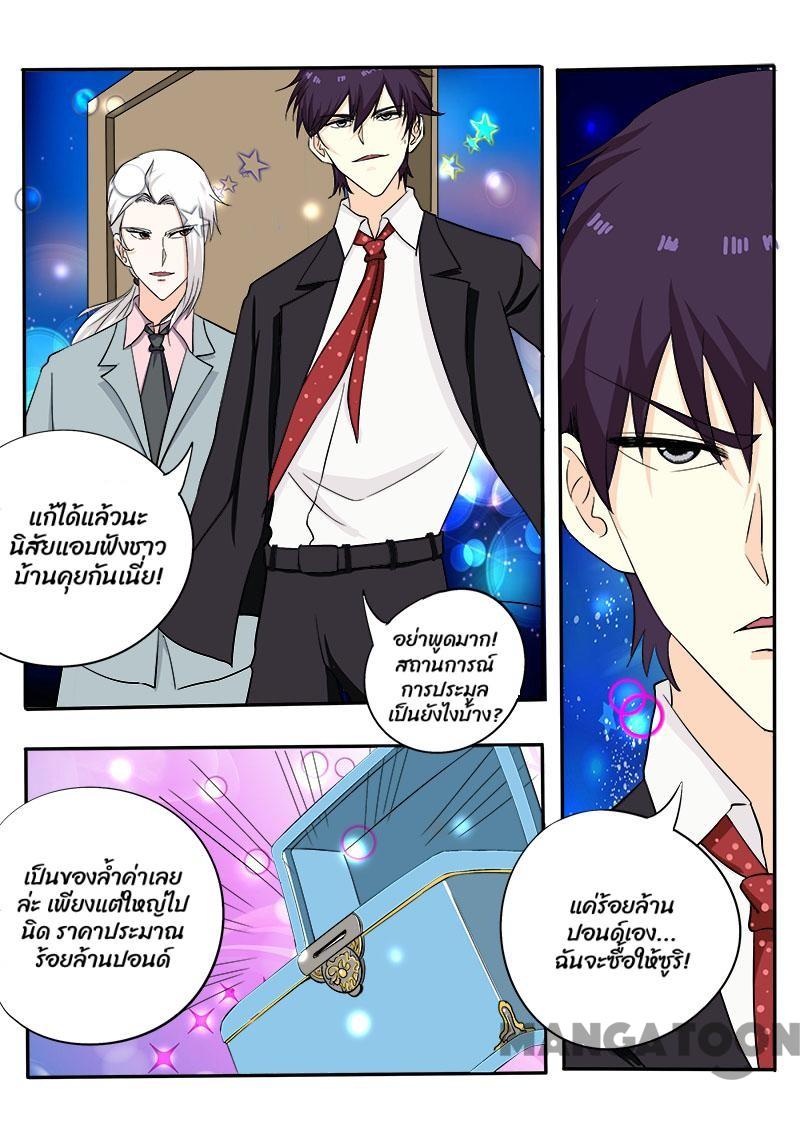 แก้ได้แล้วนะ
นิสัยแอบฟังชาว
บ้านคุยกันเนี่ย!
อย่าพูดมาก!
สถานการณ์
การประมูล
เป็นยังไงบ้าง?
เป็นของล้ำค่าเลย
ล่ะ เพียงแต่ใหญ่ไป
นิด ราคาประมาณ
ร้อยล้านปอนด์
แค่ร้อยล้าน
ปอนด์เอง...
ฉันจะซื้อให้ซูริ!
MANGATOON